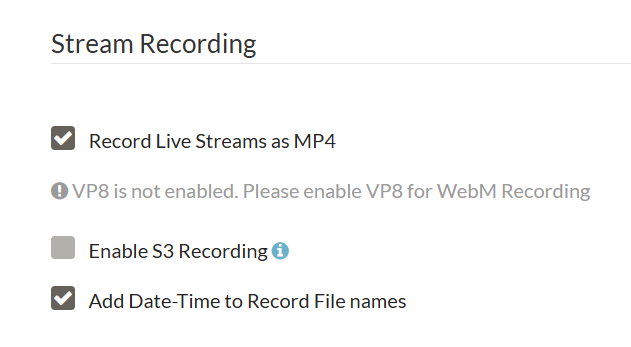 Stream Recording
Record Live Streams as MP4
VP8 is not enabled. Please enable VP8 for WebM Recording
Enable S3 Recording
Add Date-Time to Record File names